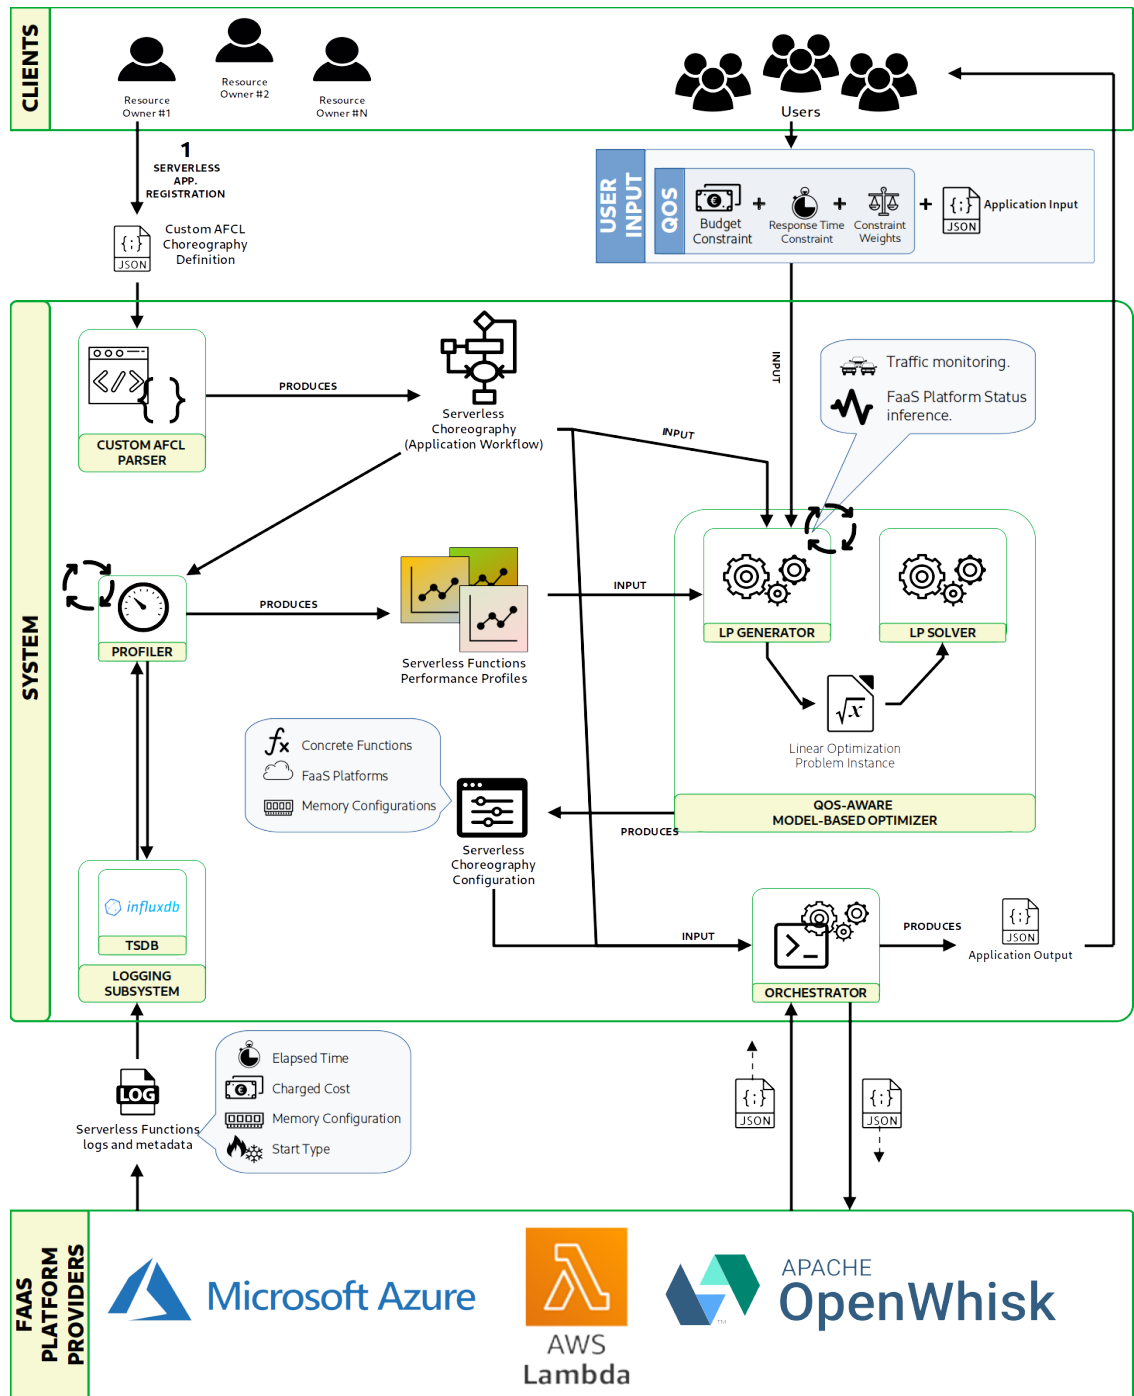 CLIENTS
Resource
Owner #1
Resource
Owner #2
Resource
Owner #N
Users
1
SERVERLESS
APP.
REGISTRATION
{;}
JSON
Custom AFCL
Choreography
Definition
USER
INPUT
QOS
€
Budget
Constraint
+
Response Time
Constraint
+
Constraint
Weights
+
{;}
JSON
Application Input
SYSTEM
</>
{ }
CUSTOM AFCL
PARSER
PRODUCES
Serverless
Choreography
(Application Workflow)
INPUT
INPUT
Traffic monitoring.
FaaS Platform Status
inference.
PROFILER
PRODUCES
Serverless Functions
Performance Profiles
INPUT
LP GENERATOR
LP SOLVER
√x
Linear Optimization
Problem Instance
QOS-AWARE
MODEL-BASED OPTIMIZER
PRODUCES
fx
Concrete Functions
FaaS Platforms
Memory Configurations
Serverless
Choreography
Configuration
influxdb
TSDB
LOGGING
SUBSYSTEM
INPUT
>_
ORCHESTRATOR
PRODUCES
{;}
JSON
Application Output
LOG
Serverless Functions
logs and metadata
Elapsed Time
€
Charged Cost
Memory Configuration
Start Type
{;}
JSON
{;}
JSON
FAAS
PLATFORM
PROVIDERS
Microsoft Azure
AWS
Lambda
APACHE
OpenWhisk
TM